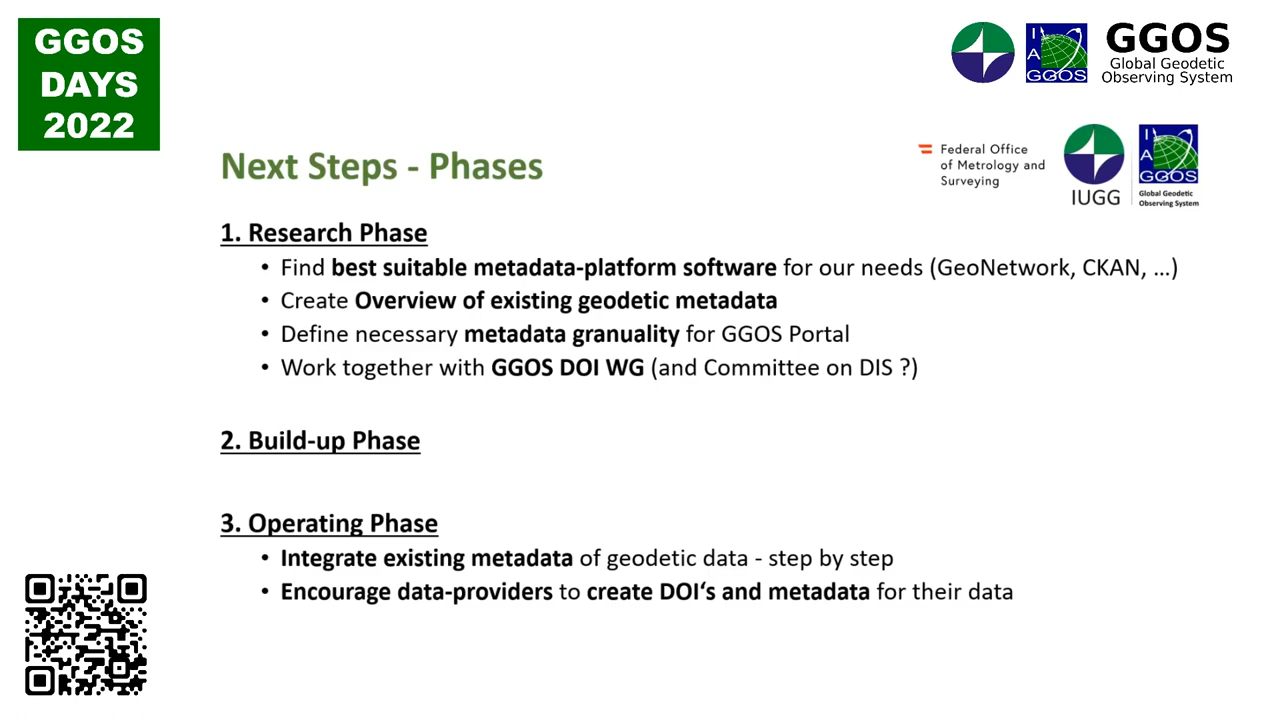 GGOS
DAYS
2022
I
A
GGOS
GGOS
Global Geodetic
Observing System
Next Steps - Phases
Federal Office
of Metrology and
Surveying
IUGG
I
A
GGOS
Global Geodetic
Observing System
1. Research Phase
• Find best suitable metadata-platform software for our needs (GeoNetwork, CKAN, ...)
• Create Overview of existing geodetic metadata
• Define necessary metadata granuality for GGOS Portal
• Work together with GGOS DOI WG (and Committee on DIS ?)
2. Build-up Phase
3. Operating Phase
• Integrate existing metadata of geodetic data - step by step
• Encourage data-providers to create DOI‘s and metadata for their data